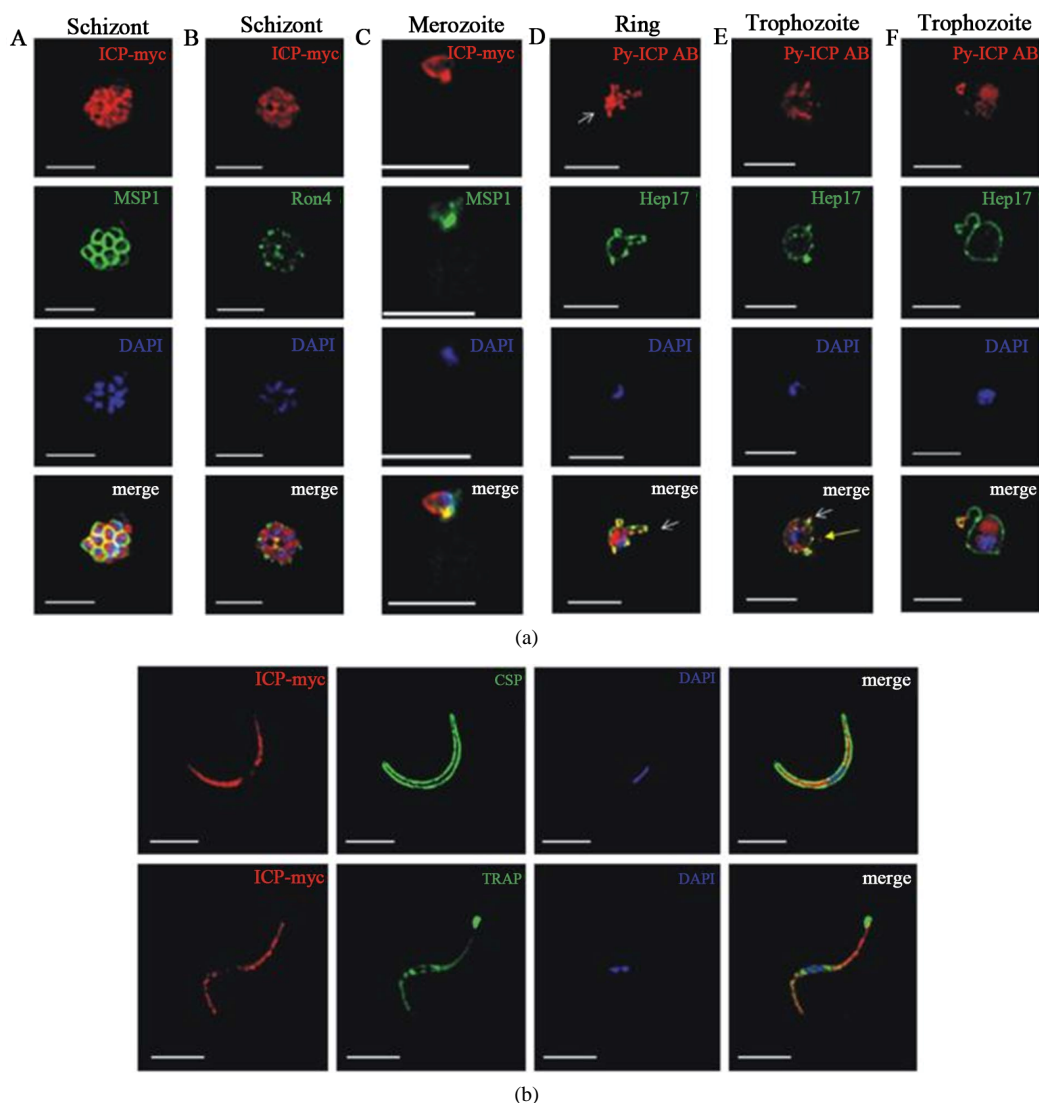 A Schizont B Schizont C Merozoite D Ring E Trophozoite F Trophozoite
ICP-myc ICP-myc ICP-myc Py-ICP AB Py-ICP AB Py-ICP AB
MSP1 Ron4 MSP1 Hep17 Hep17 Hep17
DAPI DAPI DAPI DAPI DAPI DAPI
merge merge merge merge merge merge
(a)
ICP-myc CSP DAPI merge
ICP-myc TRAP DAPI merge
(b)